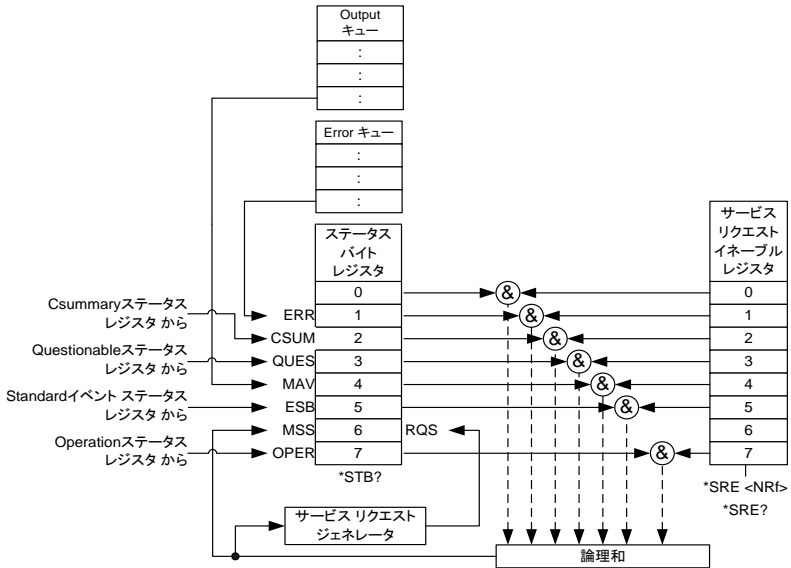 Output
キュー
:
:
:
Error キュー
:
:
:
ステータス
バイト
レジスタ
0
1
2
3
4
5
6
7
サービス
リクエスト
イネーブル
レジスタ
0
1
2
3
4
5
6
7
Csummaryステータス
レジスタ から
Questionableステータス
レジスタ から
Standardイベント ステータス
レジスタ から
Operationステータス
レジスタ から
ERR
CSUM
QUES
MAV
ESB
MSS
OPER
RQS
&
&
&
&
&
&
&
*STB?
*SRE <NRf>
*SRE?
サービス リクエスト
ジェネレータ
論理和